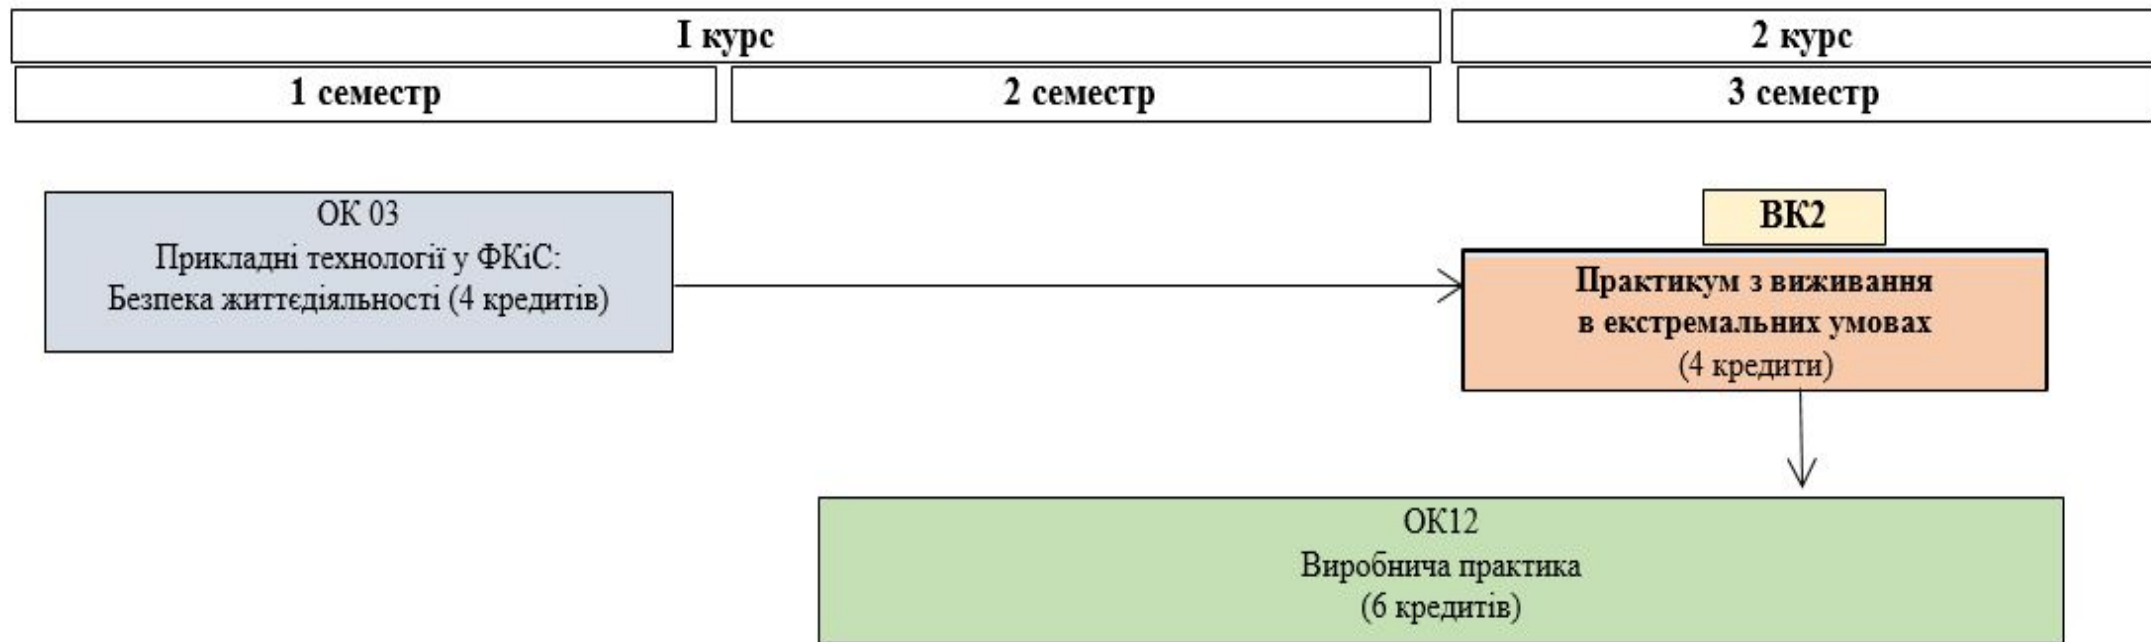 І курс
2 курс
1 семестр
2 семестр
3 семестр
ОК 03
Прикладні технології у ФКіС:
Безпека життєдіяльності (4 кредитів)
ВК2
Практикум з виживання
в екстремальних умовах
(4 кредити)
ОК12
Виробнича практика
(6 кредитів)